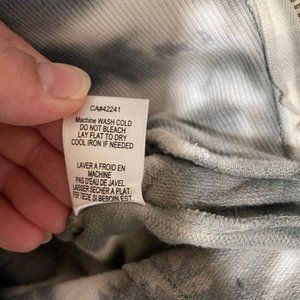 CA#42241
Machine WASH COLD
DO NOT BLEACH
LAY FLAT TO DRY
COOL IRON IF NEEDED
LAVER A FROID EN
MACHINE
PAS D'EAU DE JAVEL
LAISSER SECHER A PLAT.
FER TIEDE SI BESOIN EST